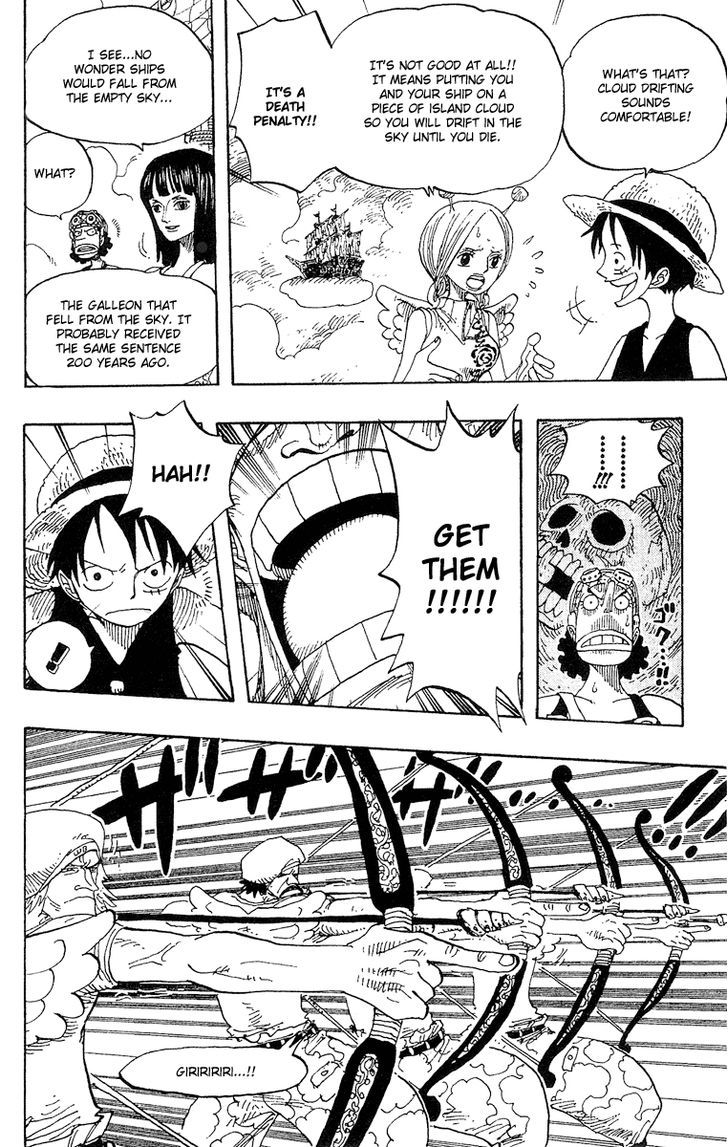 WHAT'S THAT?
CLOUD DRIFTING
SOUNDS
COMFORTABLE!
IT'S NOT GOOD AT ALL!!
IT MEANS PUTTING YOU
AND YOUR SHIP ON A
PIECE OF ISLAND CLOUD
SO YOU WILL DRIFT IN THE
SKY UNTIL YOU DIE.
IT'S A
DEATH
PENALTY!!
I SEE...NO
WONDER SHIPS
WOULD FALL FROM
THE EMPTY SKY...
WHAT?
THE GALLEON THAT
FELL FROM THE SKY. IT
PROBABLY RECEIVED
THE SAME SENTENCE
200 YEARS AGO.
.........!!!
ゴク…!!
GET
THEM
!!!!!!
HAH!!
!!
GIRIRIRIRI...!!